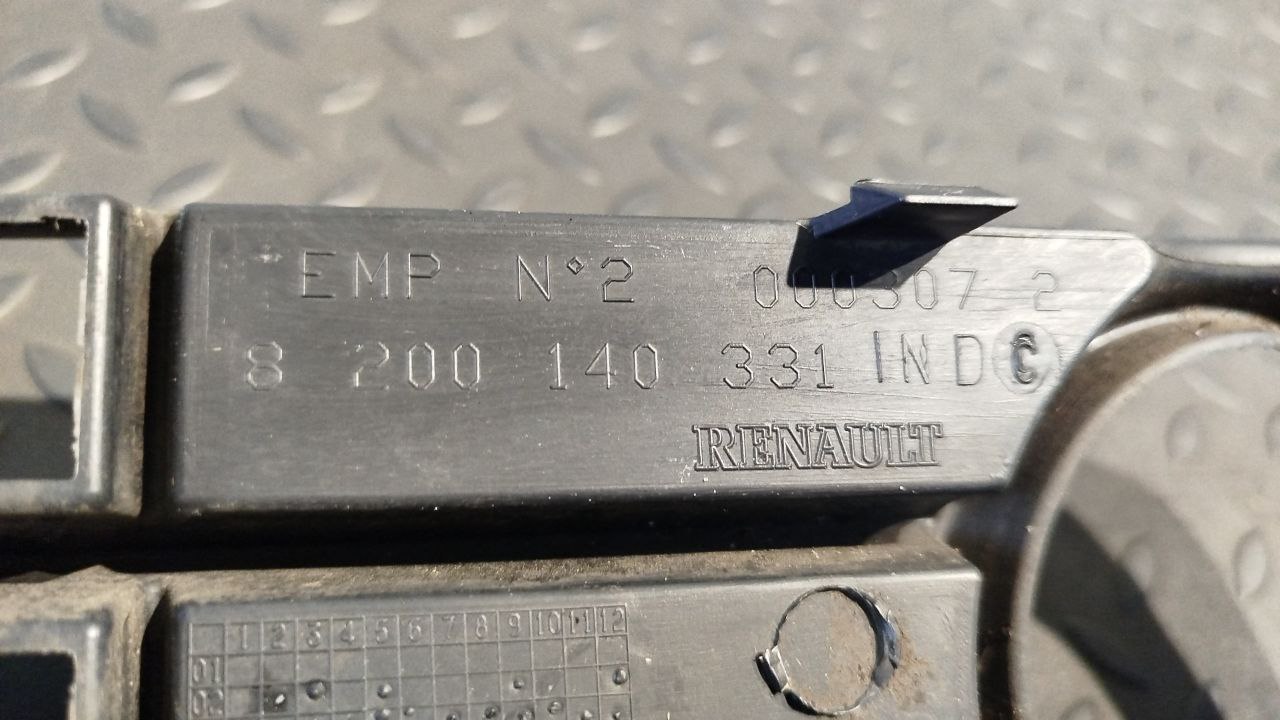 EMP N°2 000307 2
8 200 140 331 IND C
RENAULT
1 2 3 4 5 6 7 8 9 10 11 12
01
02